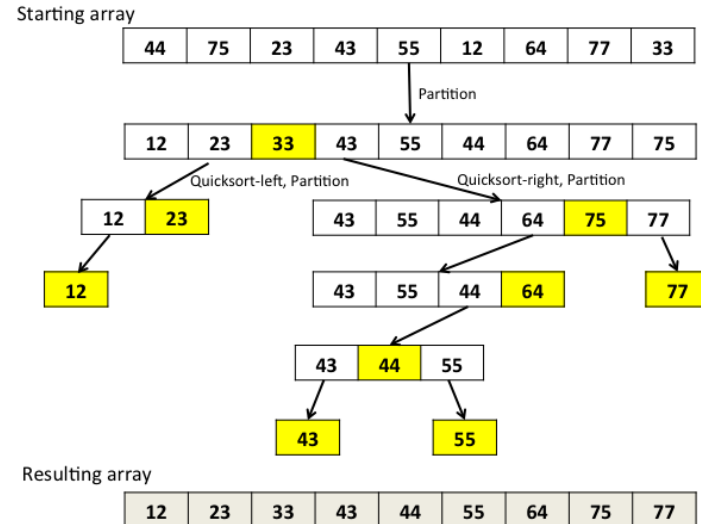 Starting array
44 75 23 43 55 12 64 77 33
Partition
12 23 33 43 55 44 64 77 75
Quicksort-left, Partition Quicksort-right, Partition
12 23 43 55 44 64 75 77
12 43 55 44 64 77
43 44 55
43 55
Resulting array
12 23 33 43 44 55 64 75 77